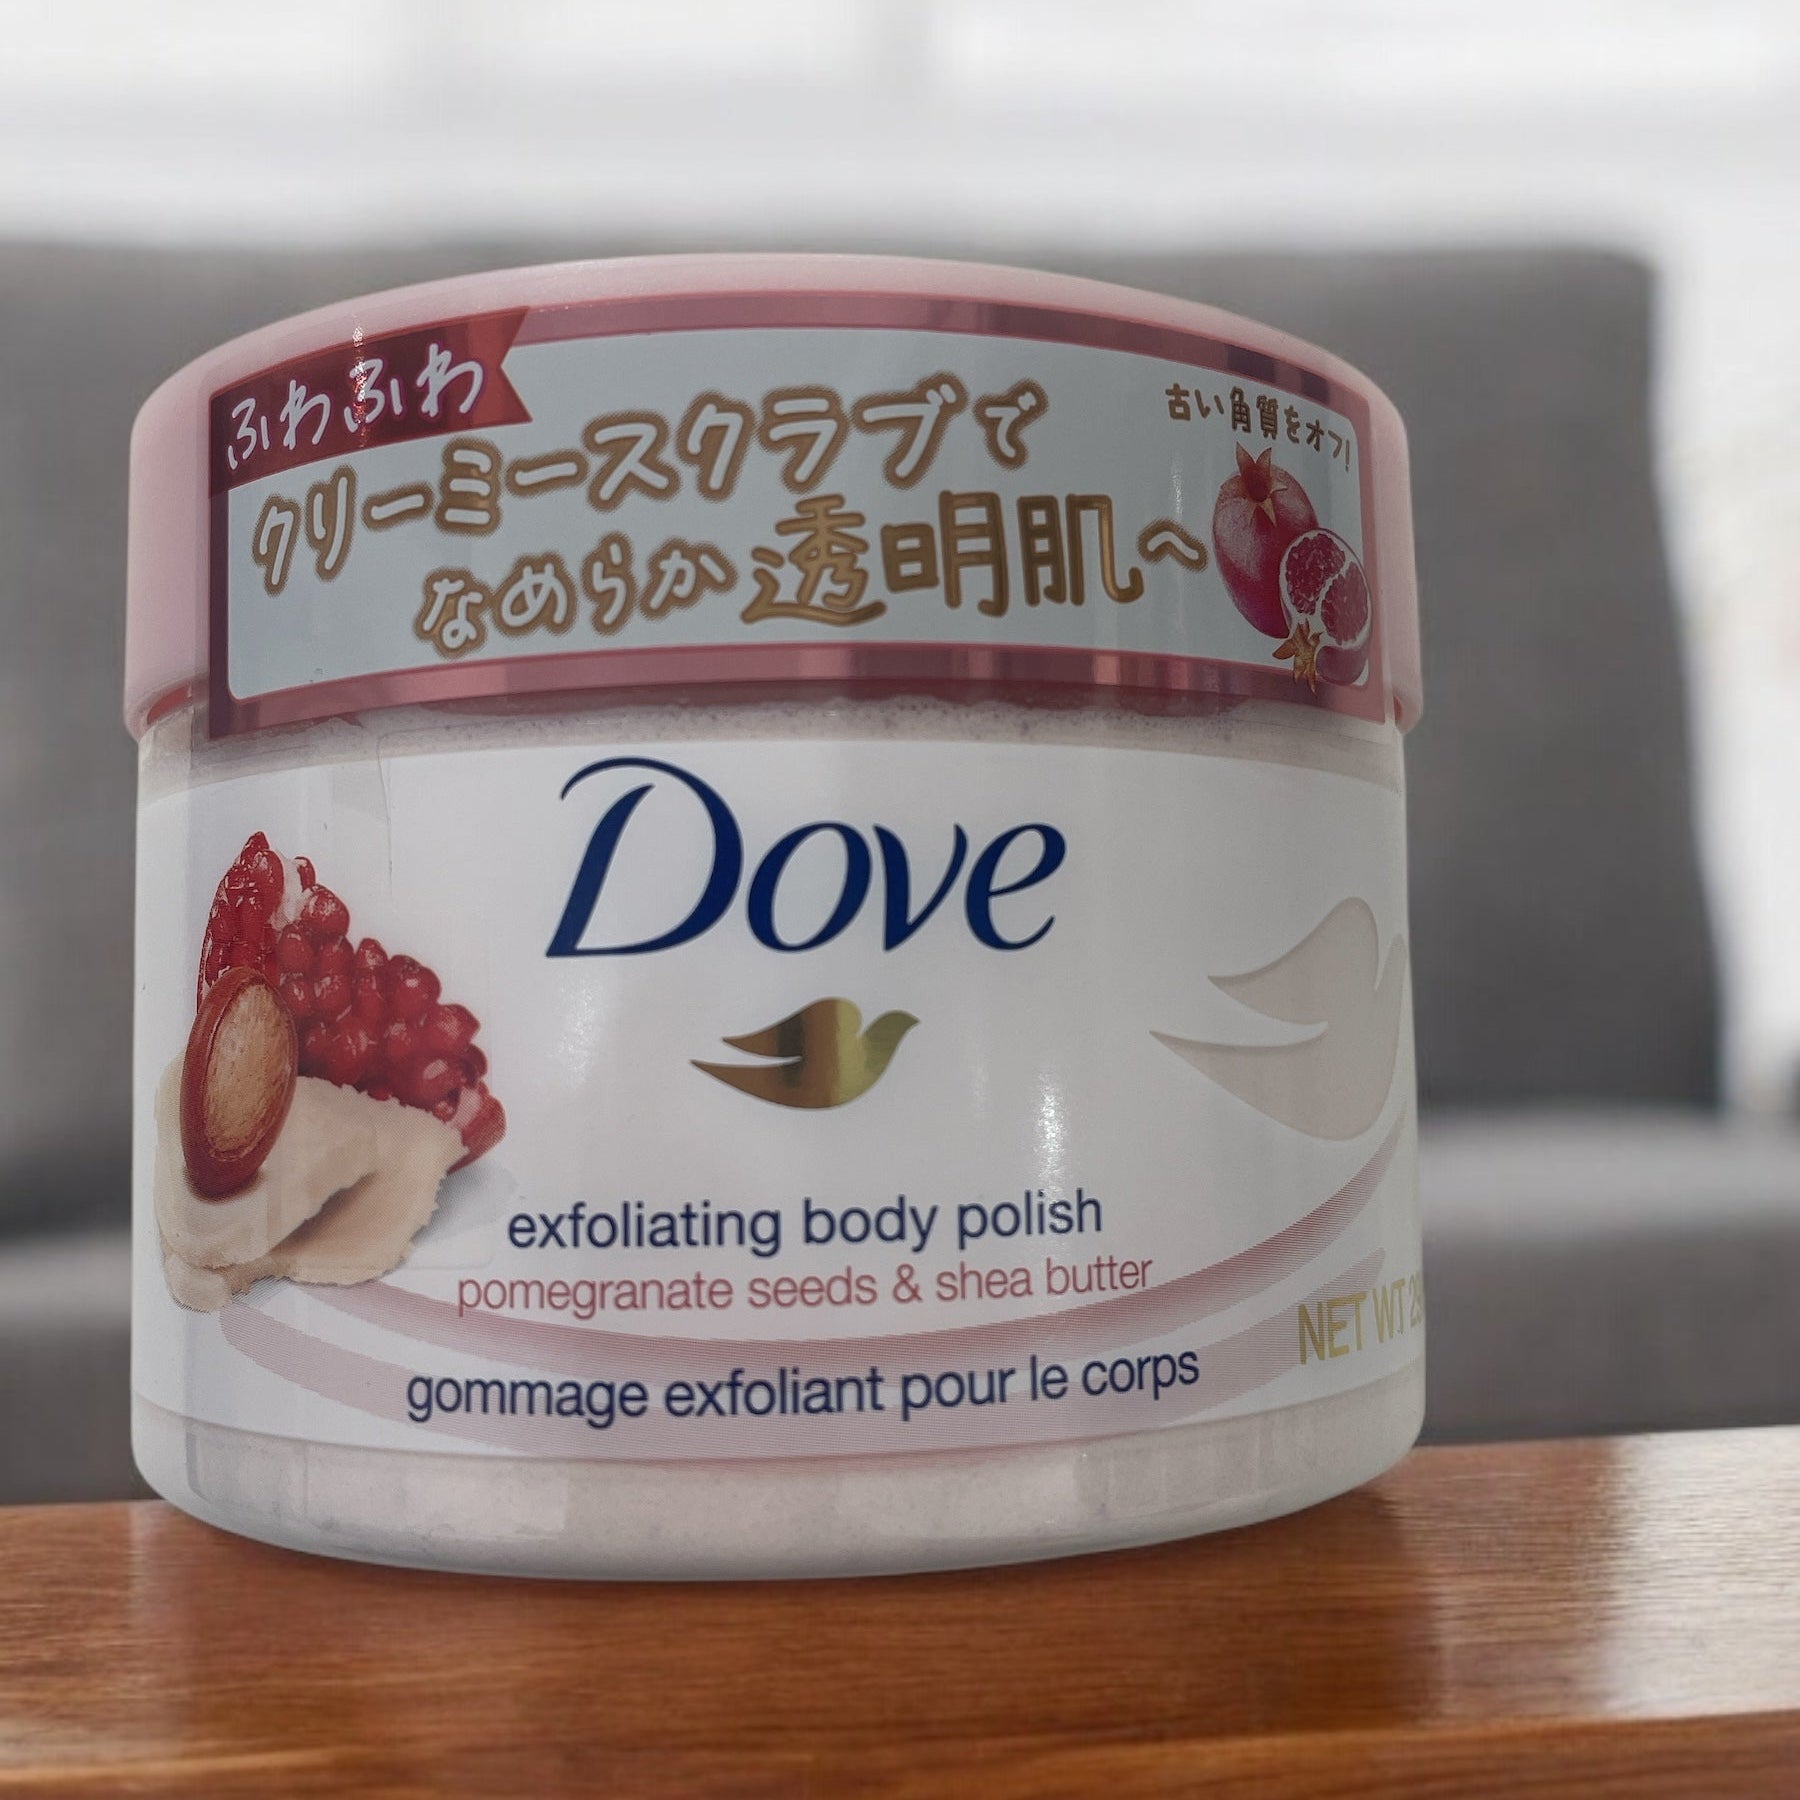 ふわふわ
古い角質をオフ!
クリーミースクラブで
なめらか透明肌へ
Dove
exfoliating body polish
pomegranate seeds & shea butter
gommage exfoliant pour le corps
NET WT